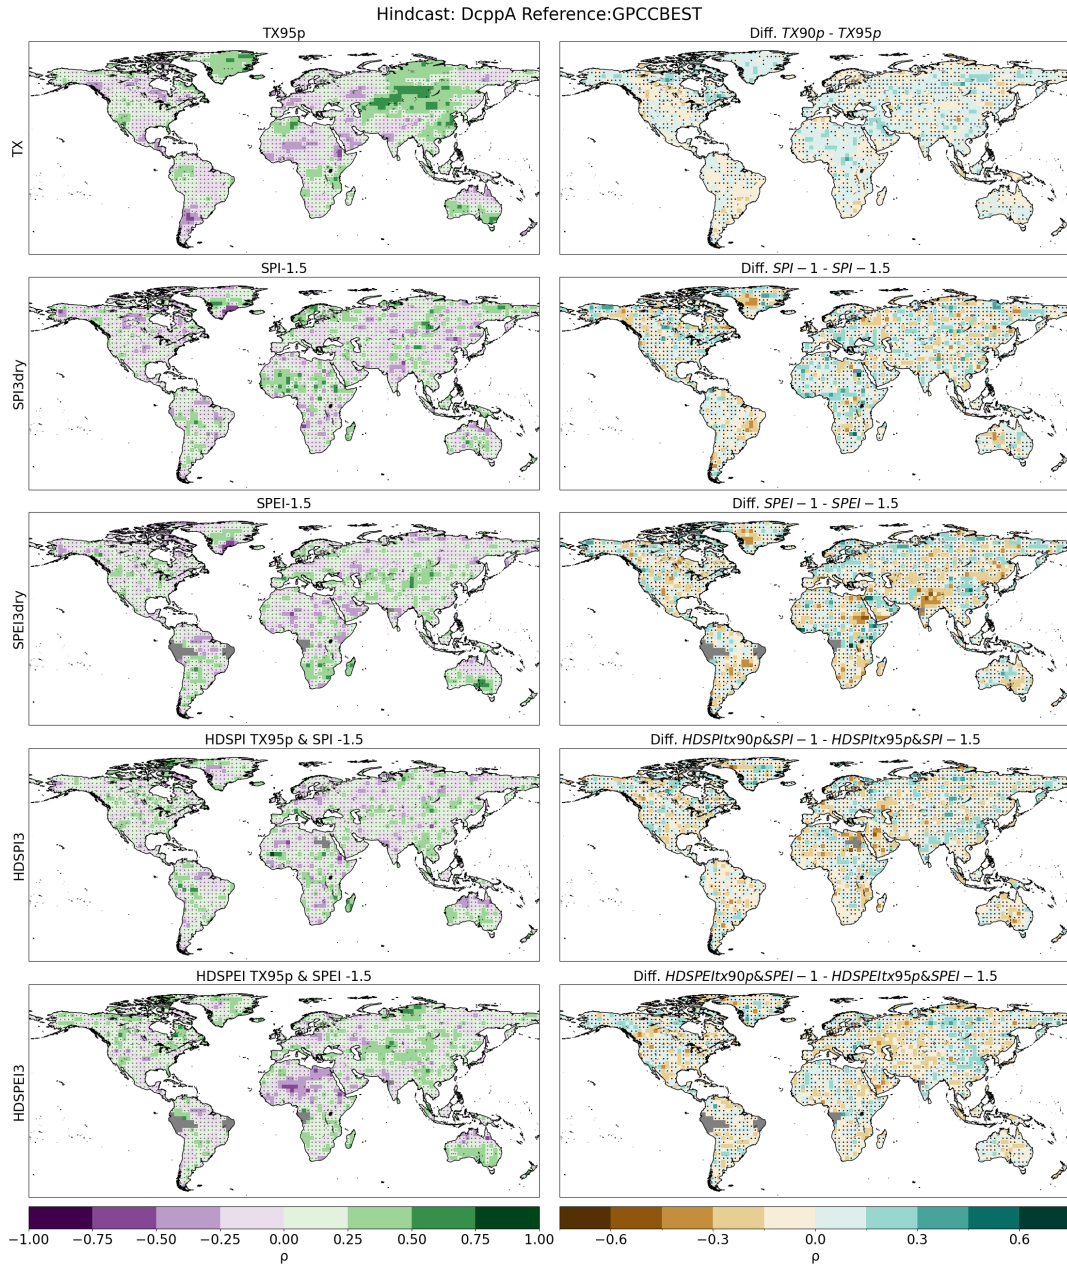 Hindcast: DcppA Reference:GPCCBEST
TX95p
Diff. TX90p - TX95p
TX
SPI-1.5
Diff. SPI − 1 - SPI − 1.5
SPI3dry
SPEI-1.5
Diff. SPEI − 1 - SPEI − 1.5
SPEI3dry
HDSPI TX95p & SPI -1.5
Diff. HDSPItx90p&SPI − 1 - HDSPItx95p&SPI − 1.5
HDSPI3
HDSPEI TX95p & SPEI -1.5
Diff. HDSPEItx90p&SPEI − 1 - HDSPEItx95p&SPEI − 1.5
HDSPEI3
−1.00 −0.75 −0.50 −0.25 0.00 0.25 0.50 0.75 1.00
ρ
−0.6 −0.3 0.0 0.3 0.6
ρ